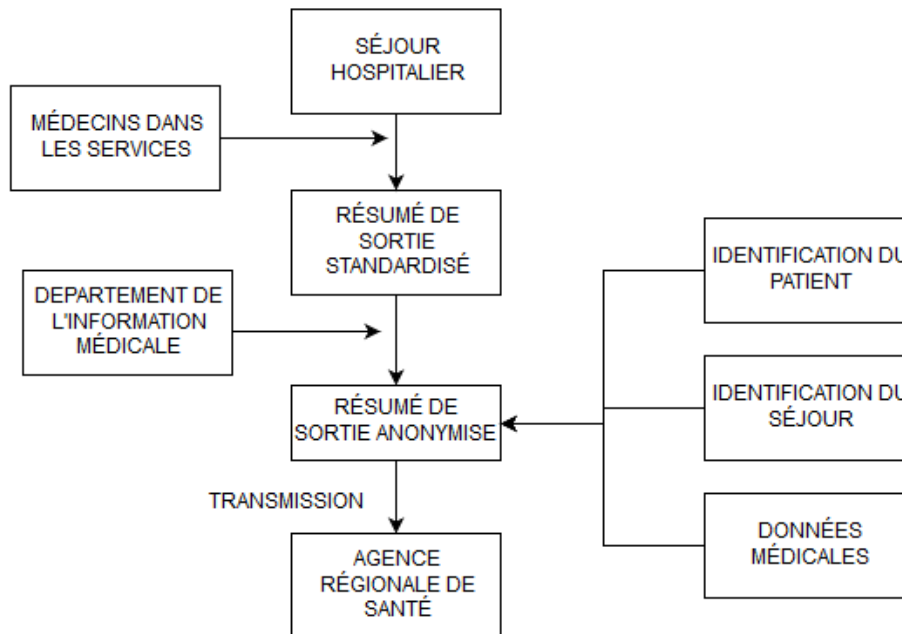 SÉJOUR
HOSPITALIER
MÉDECINS DANS
LES SERVICES
RÉSUMÉ DE
SORTIE
STANDARDISÉ
IDENTIFICATION DU
PATIENT
DEPARTEMENT DE
L'INFORMATION
MÉDICALE
IDENTIFICATION DU
SÉJOUR
RÉSUMÉ DE
SORTIE ANONYMISE
TRANSMISSION
DONNÉES
MÉDICALES
AGENCE
RÉGIONALE DE
SANTÉ